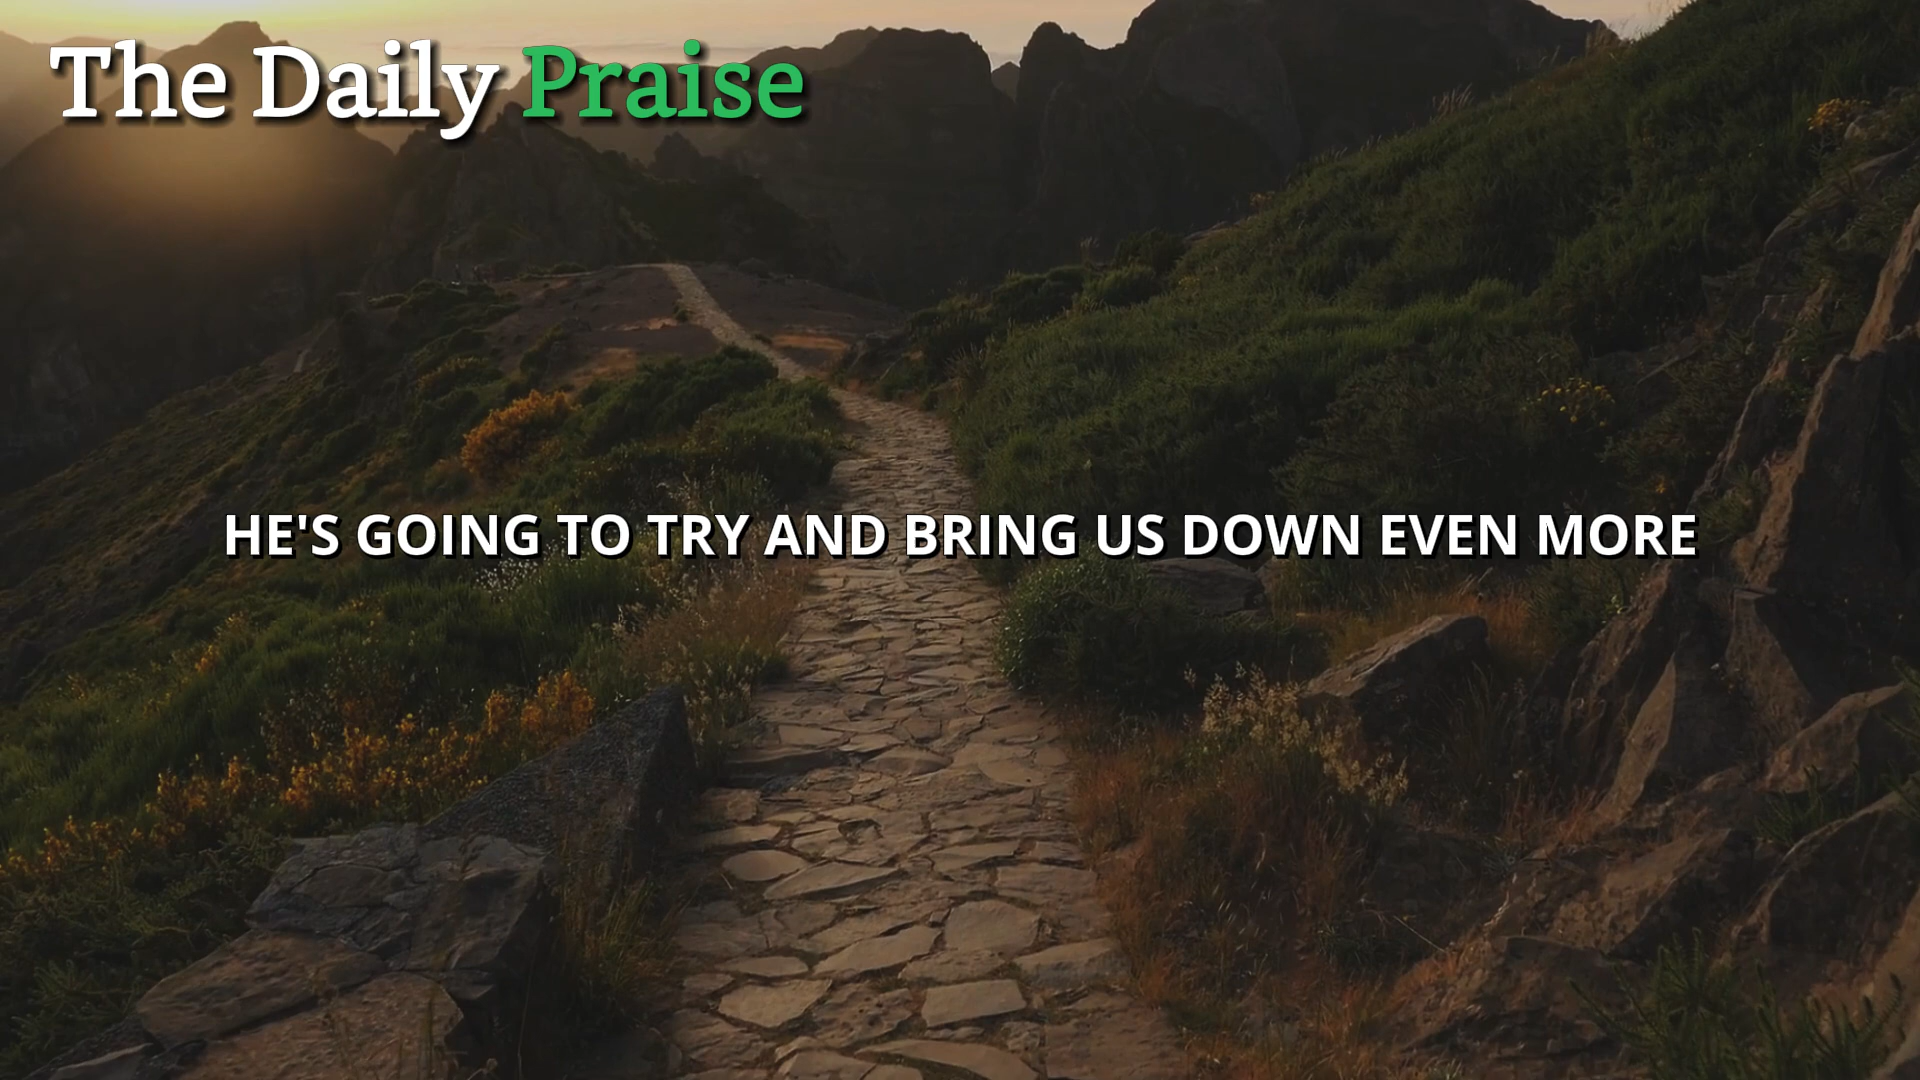 The Daily Praise
HE'S GOING TO TRY AND BRING US DOWN EVEN MORE